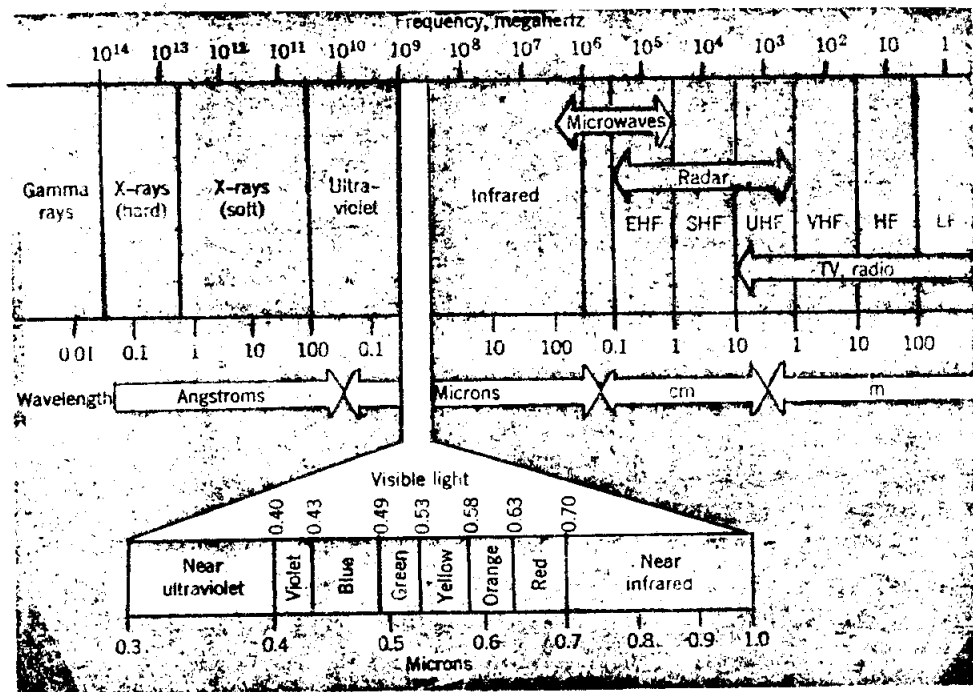 Frequency, megahertz
10¹⁴ 10¹³ 10¹² 10¹¹ 10¹⁰ 10⁹ 10⁸ 10⁷ 10⁶ 10⁵ 10⁴ 10³ 10² 10 1
Microwaves
Radar
Gamma rays
X-rays (hard)
X-rays (soft)
Ultra-
violet
Infrared
EHF SHF UHF VHF HF LF
TV, radio
0.01 0.1 1 10 100 0.1 10 100 0.1 1 10 1 10 100
Wavelength Angstroms Microns cm m
Visible light
0.40 0.43 0.49 0.53 0.58 0.63 0.70
Near ultraviolet
Violet
Blue
Green
Yellow
Orange
Red
Near infrared
0.3 0.4 0.5 0.6 0.7 0.8 0.9 1.0
Microns